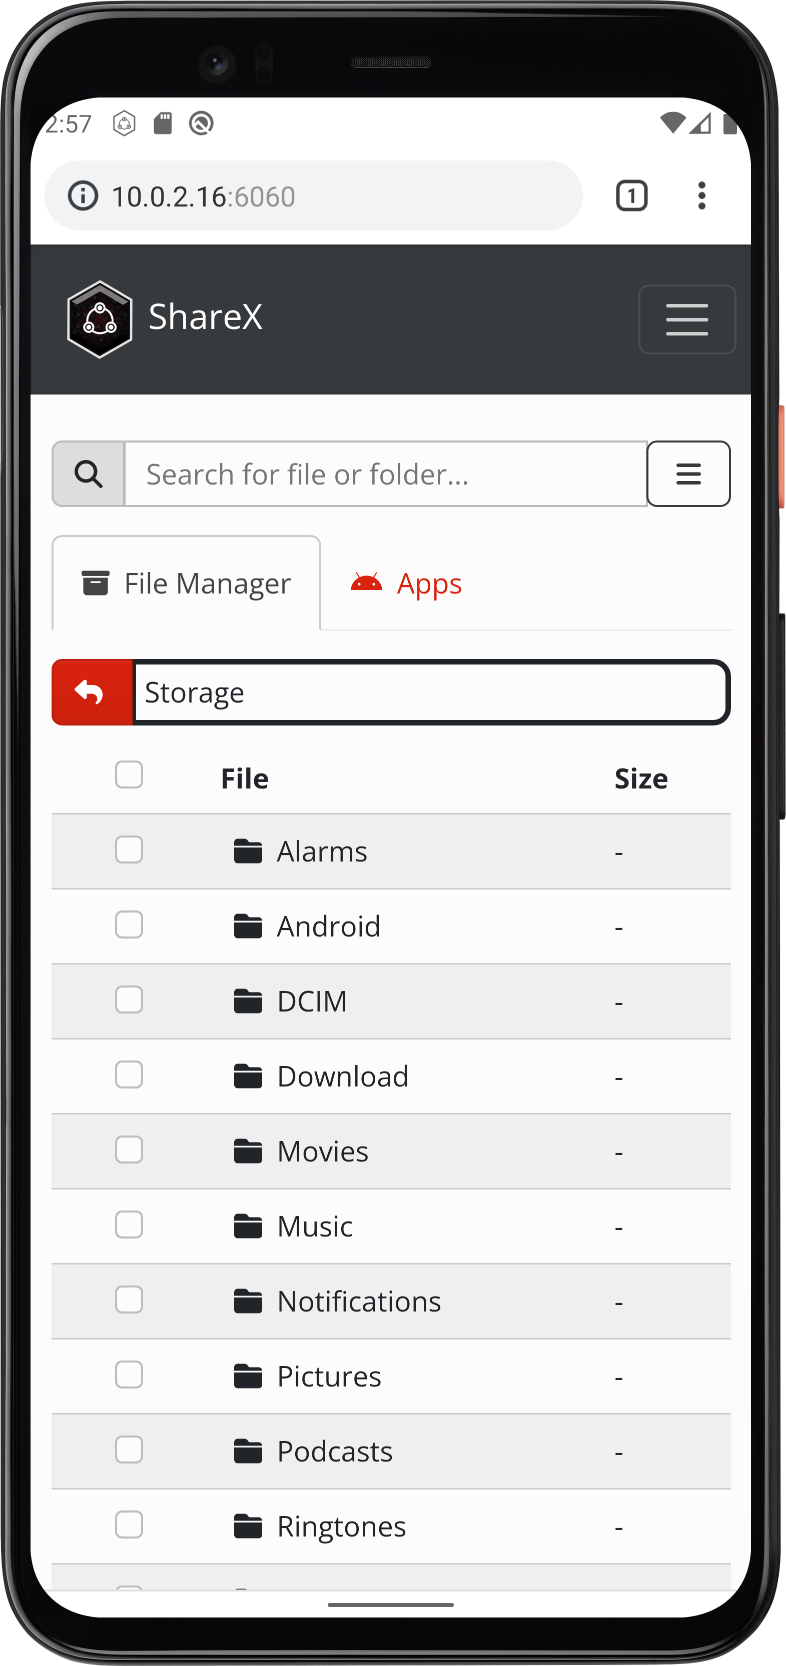 2:57
10.0.2.16:6060 1
ShareX
Search for file or folder...
File Manager Apps
Storage
File Size
Alarms -
Android -
DCIM -
Download -
Movies -
Music -
Notifications -
Pictures -
Podcasts -
Ringtones -